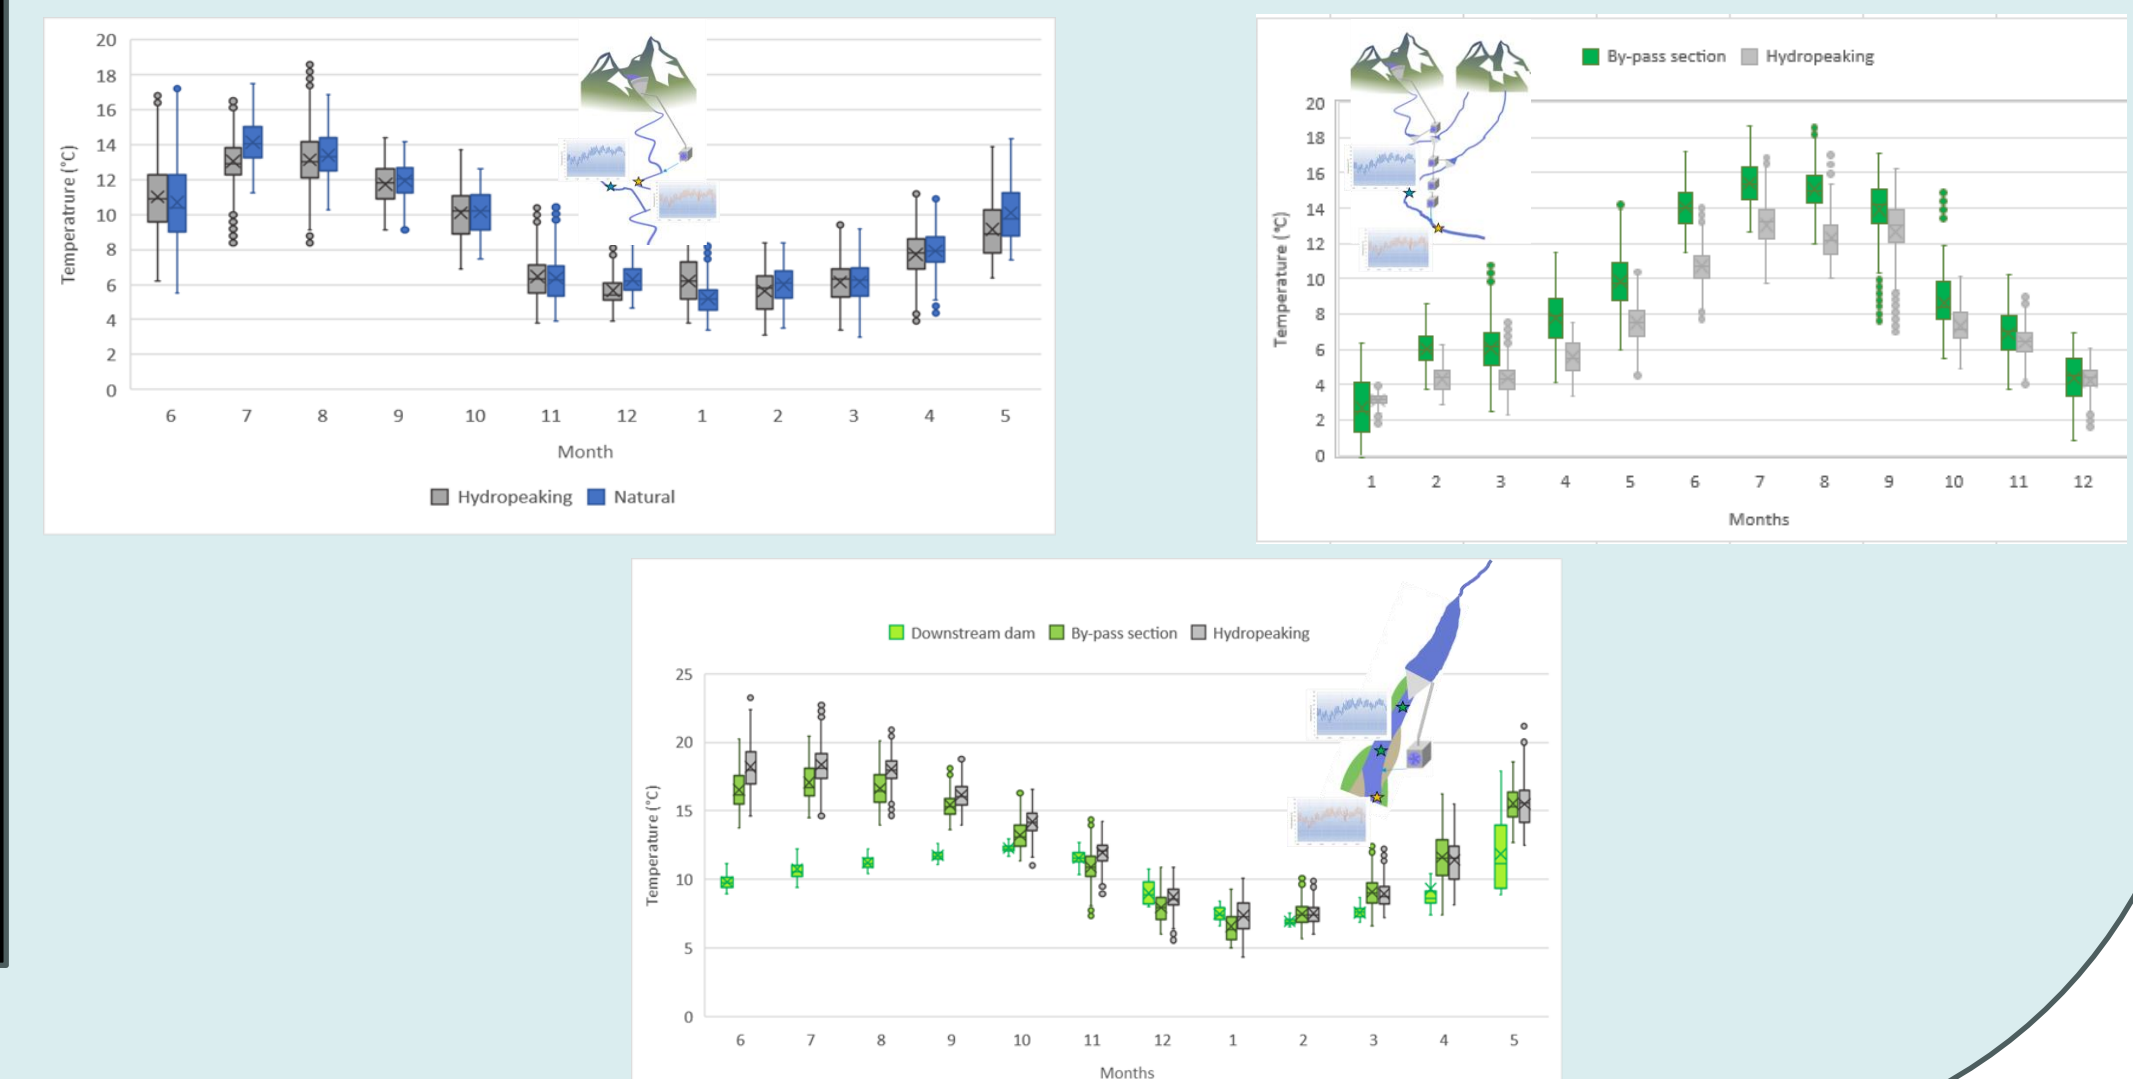 20
18
16
14
12
10
8
6
4
2
0
Temperatrure (°C)
6 7 8 9 10 11 12 1 2 3 4 5
Month
Hydropeaking Natural
By-pass section Hydropeaking
20
18
16
14
12
10
8
6
4
2
0
Temperature (°C)
1 2 3 4 5 6 7 8 9 10 11 12
Months
Downstream dam By-pass section Hydropeaking
25
20
15
10
5
0
Temperature (°C)
6 7 8 9 10 11 12 1 2 3 4 5
Months